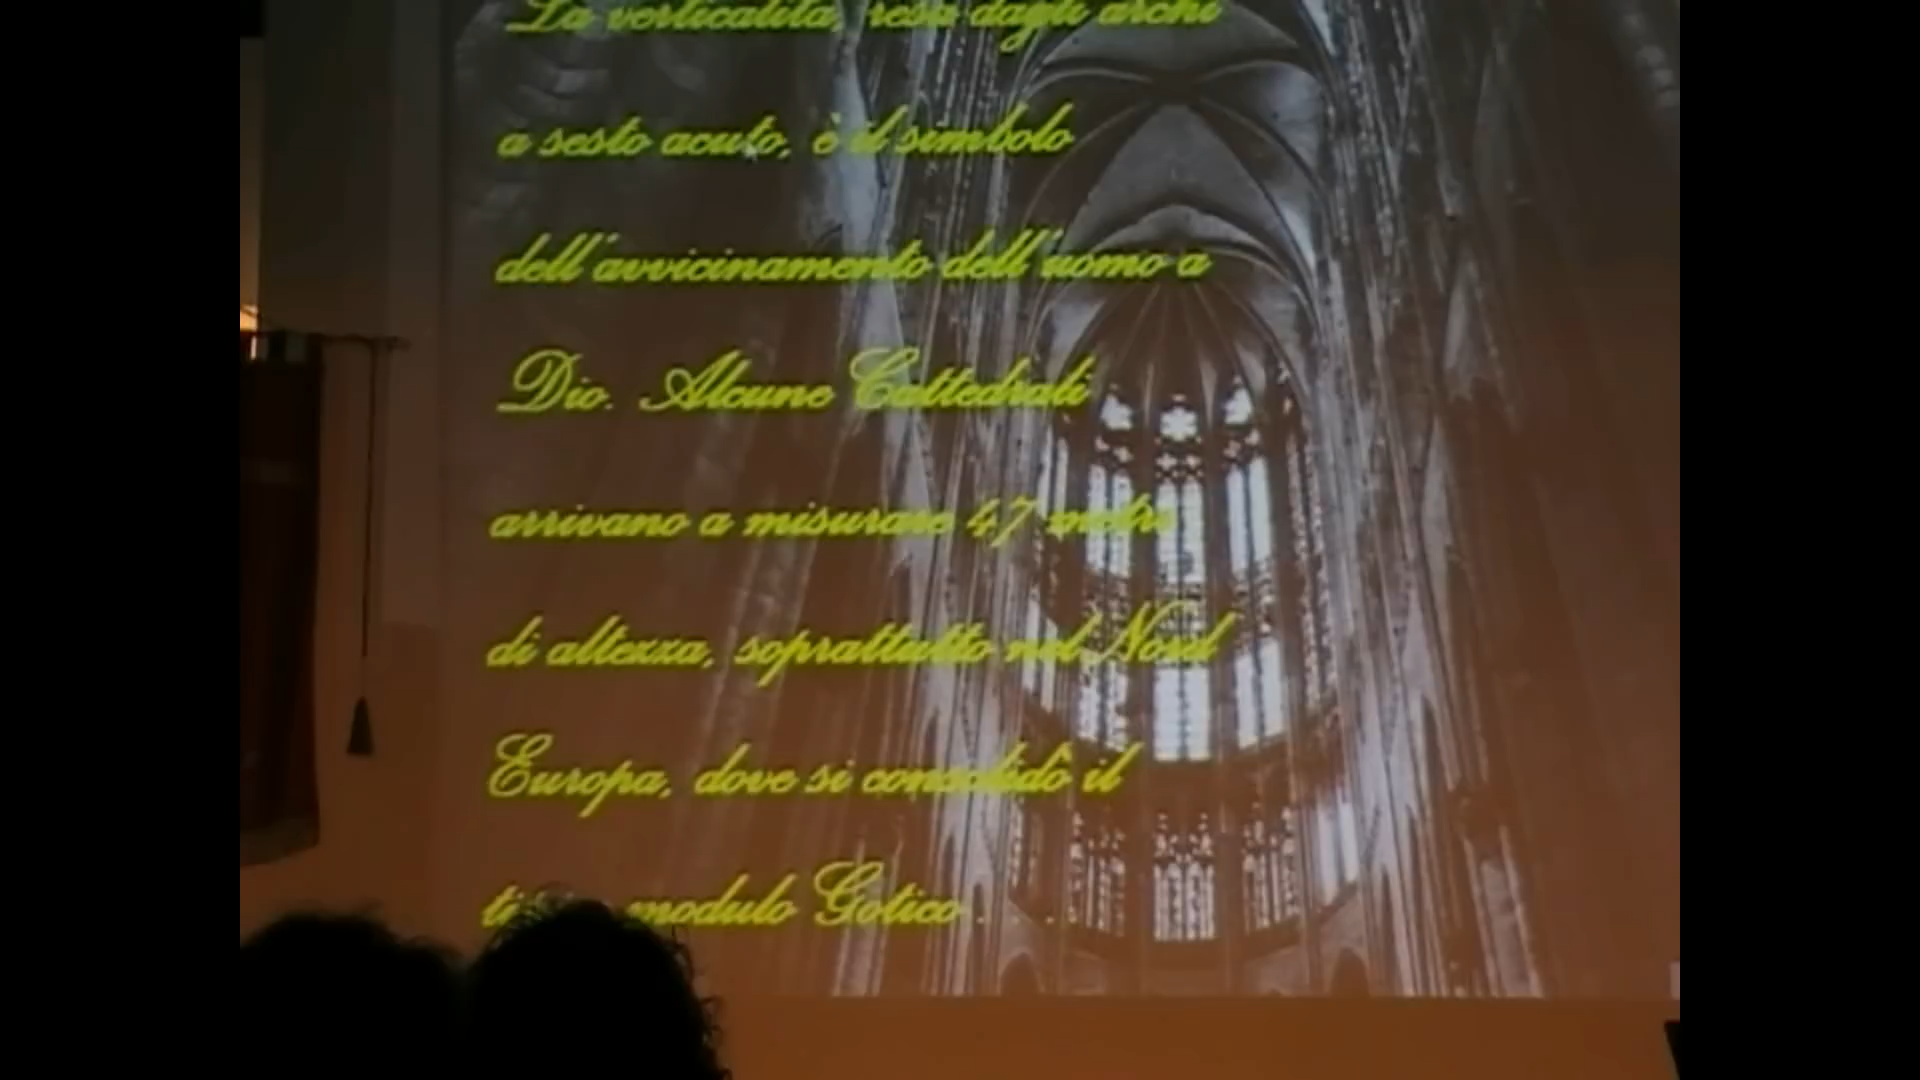 La verticalità, resa dagli archi
a sesto acuto, è il simbolo
dell'avvicinamento dell'uomo a
Dio. Alcune Cattedrali
arrivano a misurare 47 metri
di altezza, soprattutto nel Nord
Europa, dove si consolidò il
modulo Gotico.